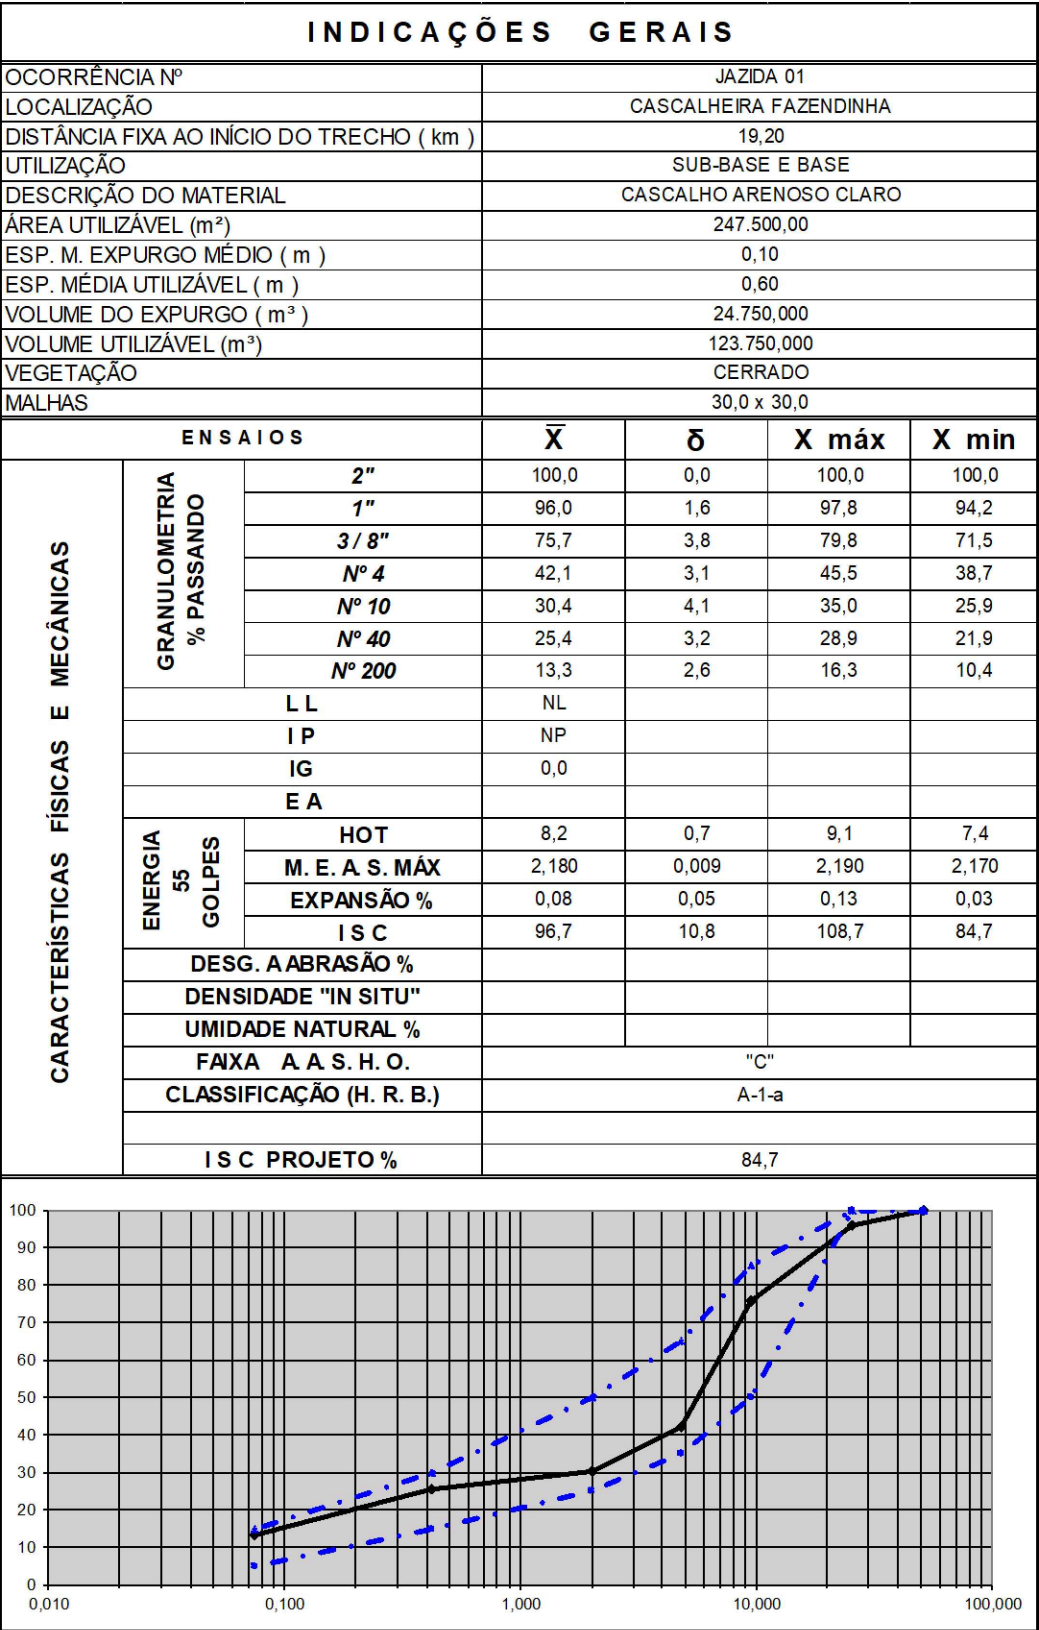 INDICAÇÕES GERAIS
OCORRÊNCIA Nº JAZIDA 01
LOCALIZAÇÃO CASCALHEIRA FAZENDINHA
DISTÂNCIA FIXA AO INÍCIO DO TRECHO ( km ) 19,20
UTILIZAÇÃO SUB-BASE E BASE
DESCRIÇÃO DO MATERIAL CASCALHO ARENOSO CLARO
ÁREA UTILIZÁVEL (m²) 247.500,00
ESP. M. EXPURGO MÉDIO ( m ) 0,10
ESP. MÉDIA UTILIZÁVEL ( m ) 0,60
VOLUME DO EXPURGO ( m³ ) 24.750,000
VOLUME UTILIZÁVEL (m³) 123.750,000
VEGETAÇÃO CERRADO
MALHAS 30,0 x 30,0
ENSAIOS X̅ δ X máx X min
CARACTERÍSTICAS FÍSICAS E MECÂNICAS
GRANULOMETRIA
% PASSANDO
2" 100,0 0,0 100,0 100,0
1" 96,0 1,6 97,8 94,2
3 / 8" 75,7 3,8 79,8 71,5
Nº 4 42,1 3,1 45,5 38,7
Nº 10 30,4 4,1 35,0 25,9
Nº 40 25,4 3,2 28,9 21,9
Nº 200 13,3 2,6 16,3 10,4
L L NL
I P NP
IG 0,0
E A
ENERGIA
55
GOLPES
HOT 8,2 0,7 9,1 7,4
M. E. A. S. MÁX 2,180 0,009 2,190 2,170
EXPANSÃO % 0,08 0,05 0,13 0,03
I S C 96,7 10,8 108,7 84,7
DESG. A ABRASÃO %
DENSIDADE "IN SITU"
UMIDADE NATURAL %
FAIXA A. A. S. H. O. "C"
CLASSIFICAÇÃO (H. R. B.) A-1-a
I S C PROJETO % 84,7
100
90
80
70
60
50
40
30
20
10
0
0,010 0,100 1,000 10,000 100,000